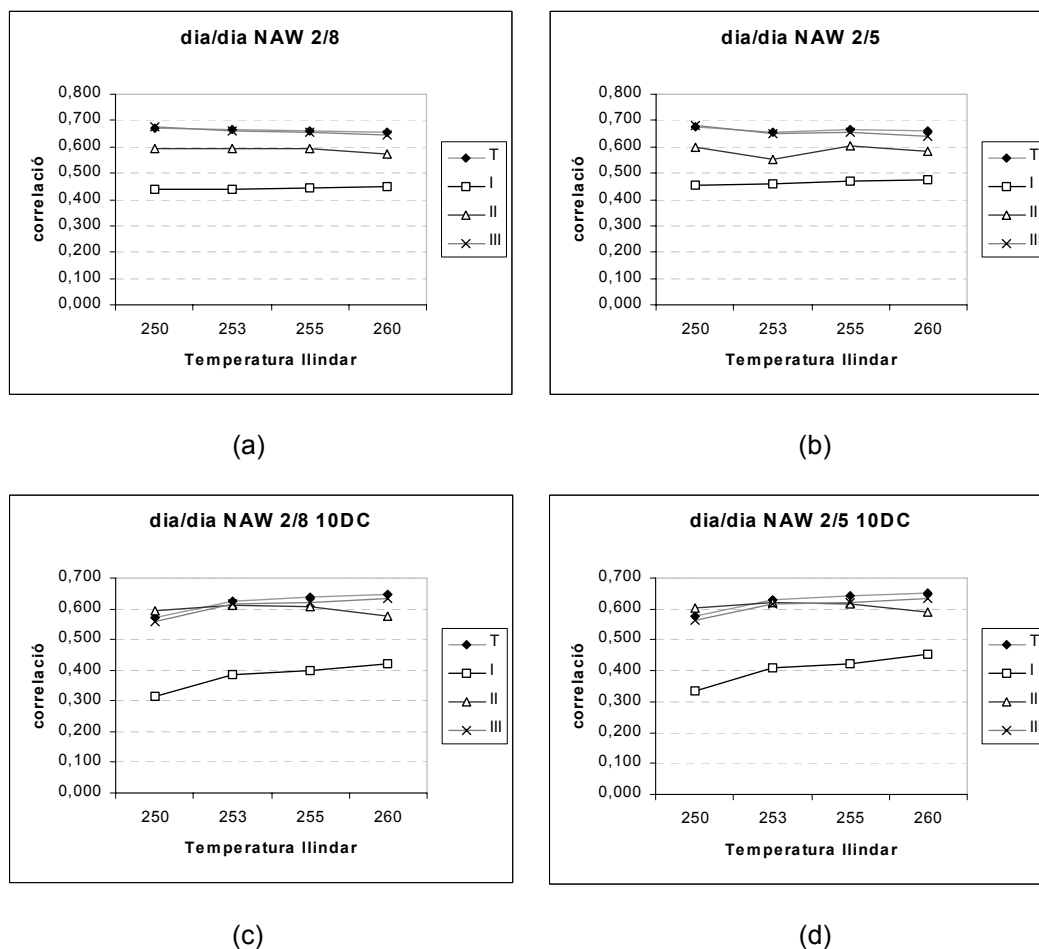 dia/dia NAW 2/8
0,800
0,700
0,600
0,500
0,400
0,300
0,200
0,100
0,000
correlació
250 253 255 260
Temperatura llindar
T
I
II
III
(a)
dia/dia NAW 2/5
0,800
0,700
0,600
0,500
0,400
0,300
0,200
0,100
0,000
correlació
250 253 255 260
Temperatura llindar
T
I
II
III
(b)
dia/dia NAW 2/8 10DC
0,700
0,600
0,500
0,400
0,300
0,200
0,100
0,000
correlació
250 253 255 260
Temperatura llindar
T
I
II
III
(c)
dia/dia NAW 2/5 10DC
0,700
0,600
0,500
0,400
0,300
0,200
0,100
0,000
correlació
250 253 255 260
Temperatura llindar
T
I
II
III
(d)